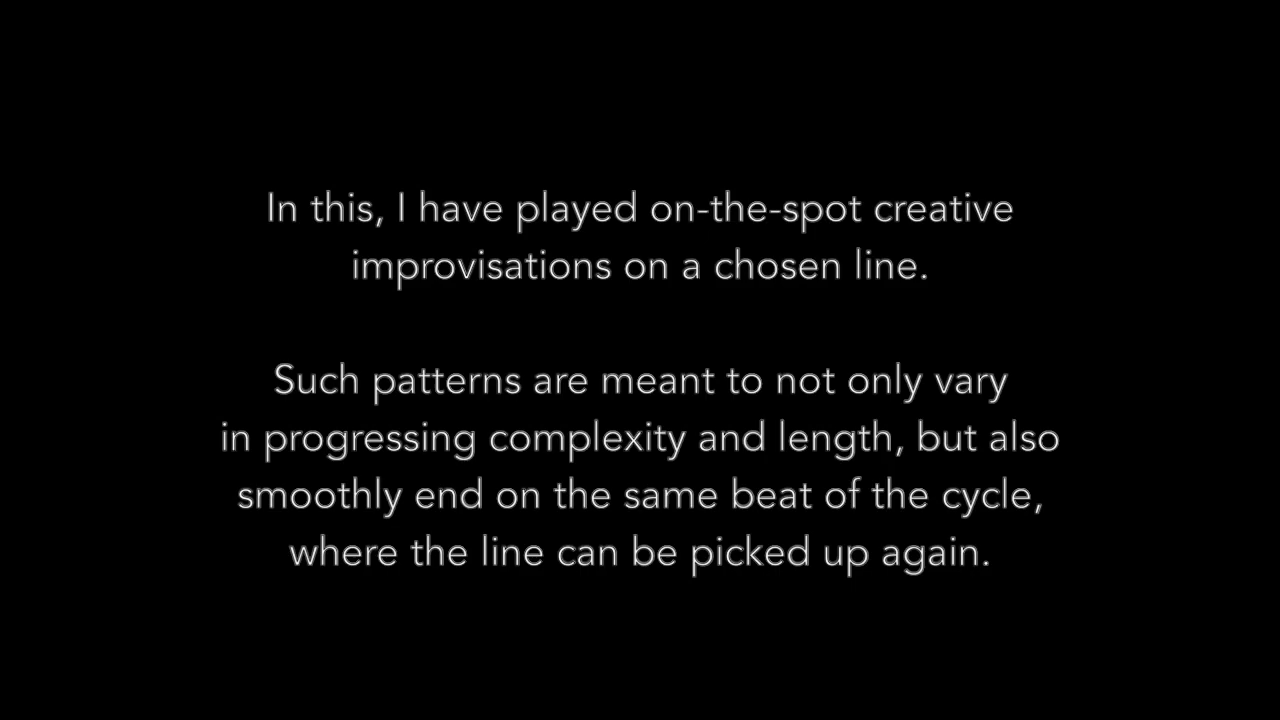 In this, I have played on-the-spot creative
improvisations on a chosen line.
Such patterns are meant to not only vary
in progressing complexity and length, but also
smoothly end on the same beat of the cycle,
where the line can be picked up again.